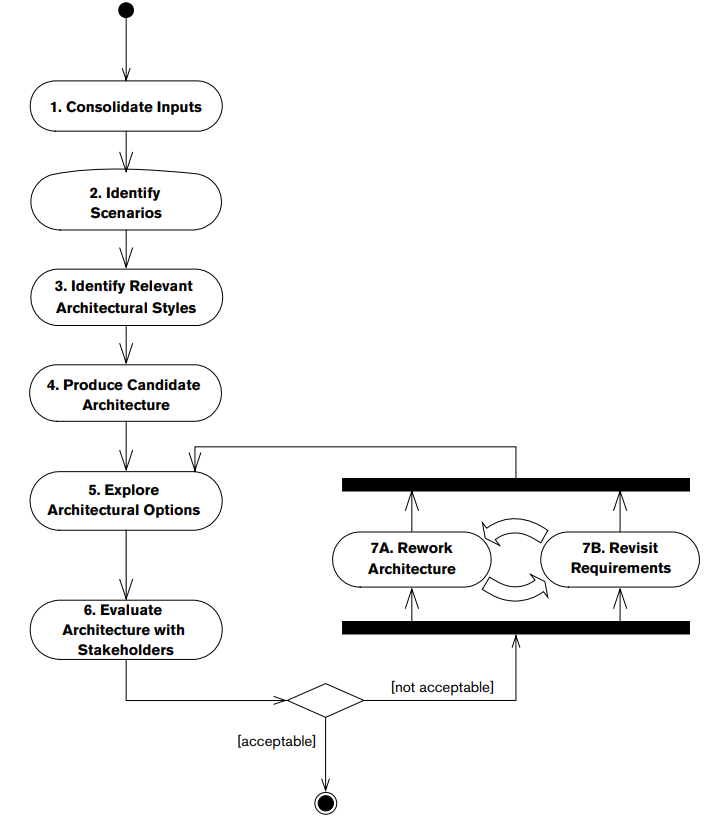 1. Consolidate Inputs
2. Identify
Scenarios
3. Identify Relevant
Architectural Styles
4. Produce Candidate
Architecture
5. Explore
Architectural Options
6. Evaluate
Architecture with
Stakeholders
7A. Rework
Architecture
7B. Revisit
Requirements
[not acceptable]
[acceptable]